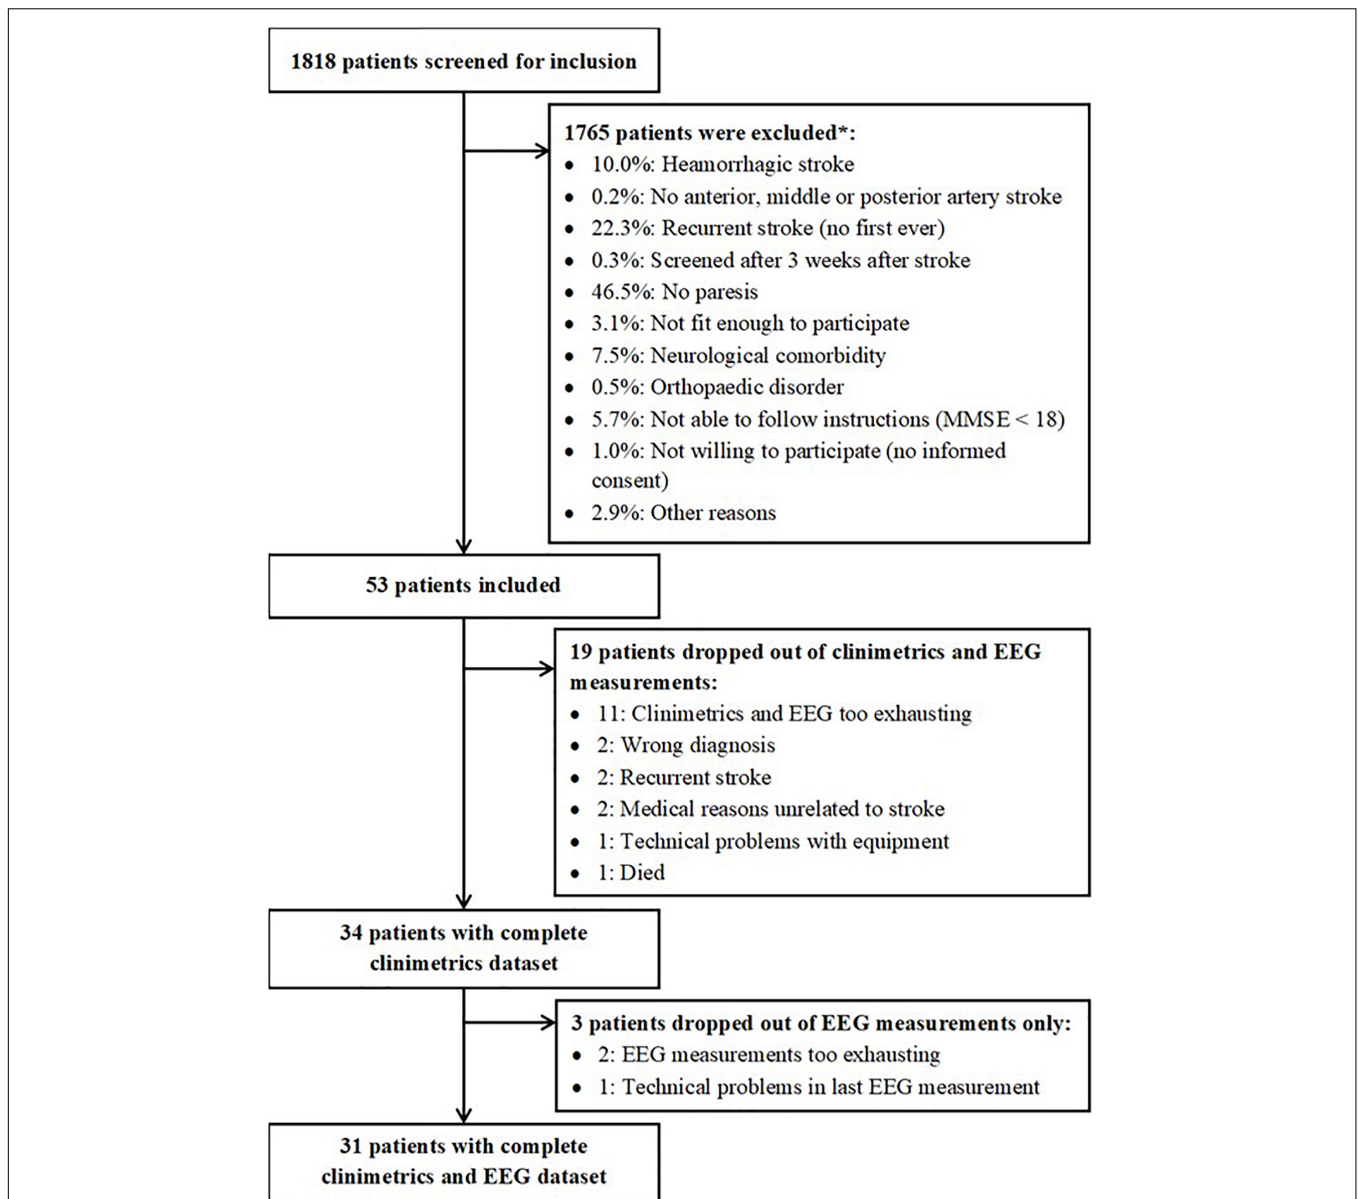 1818 patients screened for inclusion
1765 patients were excluded*:
• 10.0%: Heamorrhagic stroke
• 0.2%: No anterior, middle or posterior artery stroke
• 22.3%: Recurrent stroke (no first ever)
• 0.3%: Screened after 3 weeks after stroke
• 46.5%: No paresis
• 3.1%: Not fit enough to participate
• 7.5%: Neurological comorbidity
• 0.5%: Orthopaedic disorder
• 5.7%: Not able to follow instructions (MMSE < 18)
• 1.0%: Not willing to participate (no informed
consent)
• 2.9%: Other reasons
53 patients included
19 patients dropped out of clinimetrics and EEG
measurements:
• 11: Clinimetrics and EEG too exhausting
• 2: Wrong diagnosis
• 2: Recurrent stroke
• 2: Medical reasons unrelated to stroke
• 1: Technical problems with equipment
• 1: Died
34 patients with complete
clinimetrics dataset
3 patients dropped out of EEG measurements only:
• 2: EEG measurements too exhausting
• 1: Technical problems in last EEG measurement
31 patients with complete
clinimetrics and EEG dataset